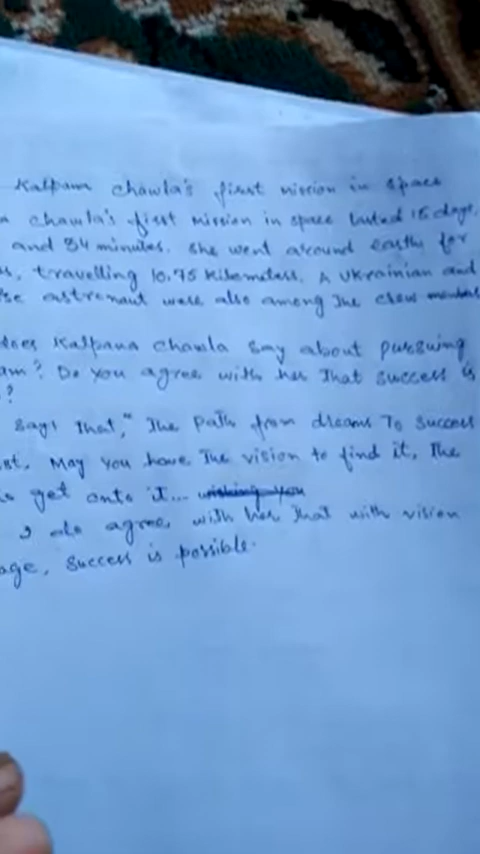 Kalpana Chawla's first mission in space
Chawla's first mission in space lasted 15 days,
and 34 minutes. She went around earth for
travelling 10.75 Kilometers. A Ukrainian and
astronaut were also among The crew members
does Kalpana Chawla say about pursuing
Do you agree with her That success is
?
says that, " The path from dreams To success
May you have The vision to find it, The
get onto it... wishing you
I do agree with her That with vision
success is possible.